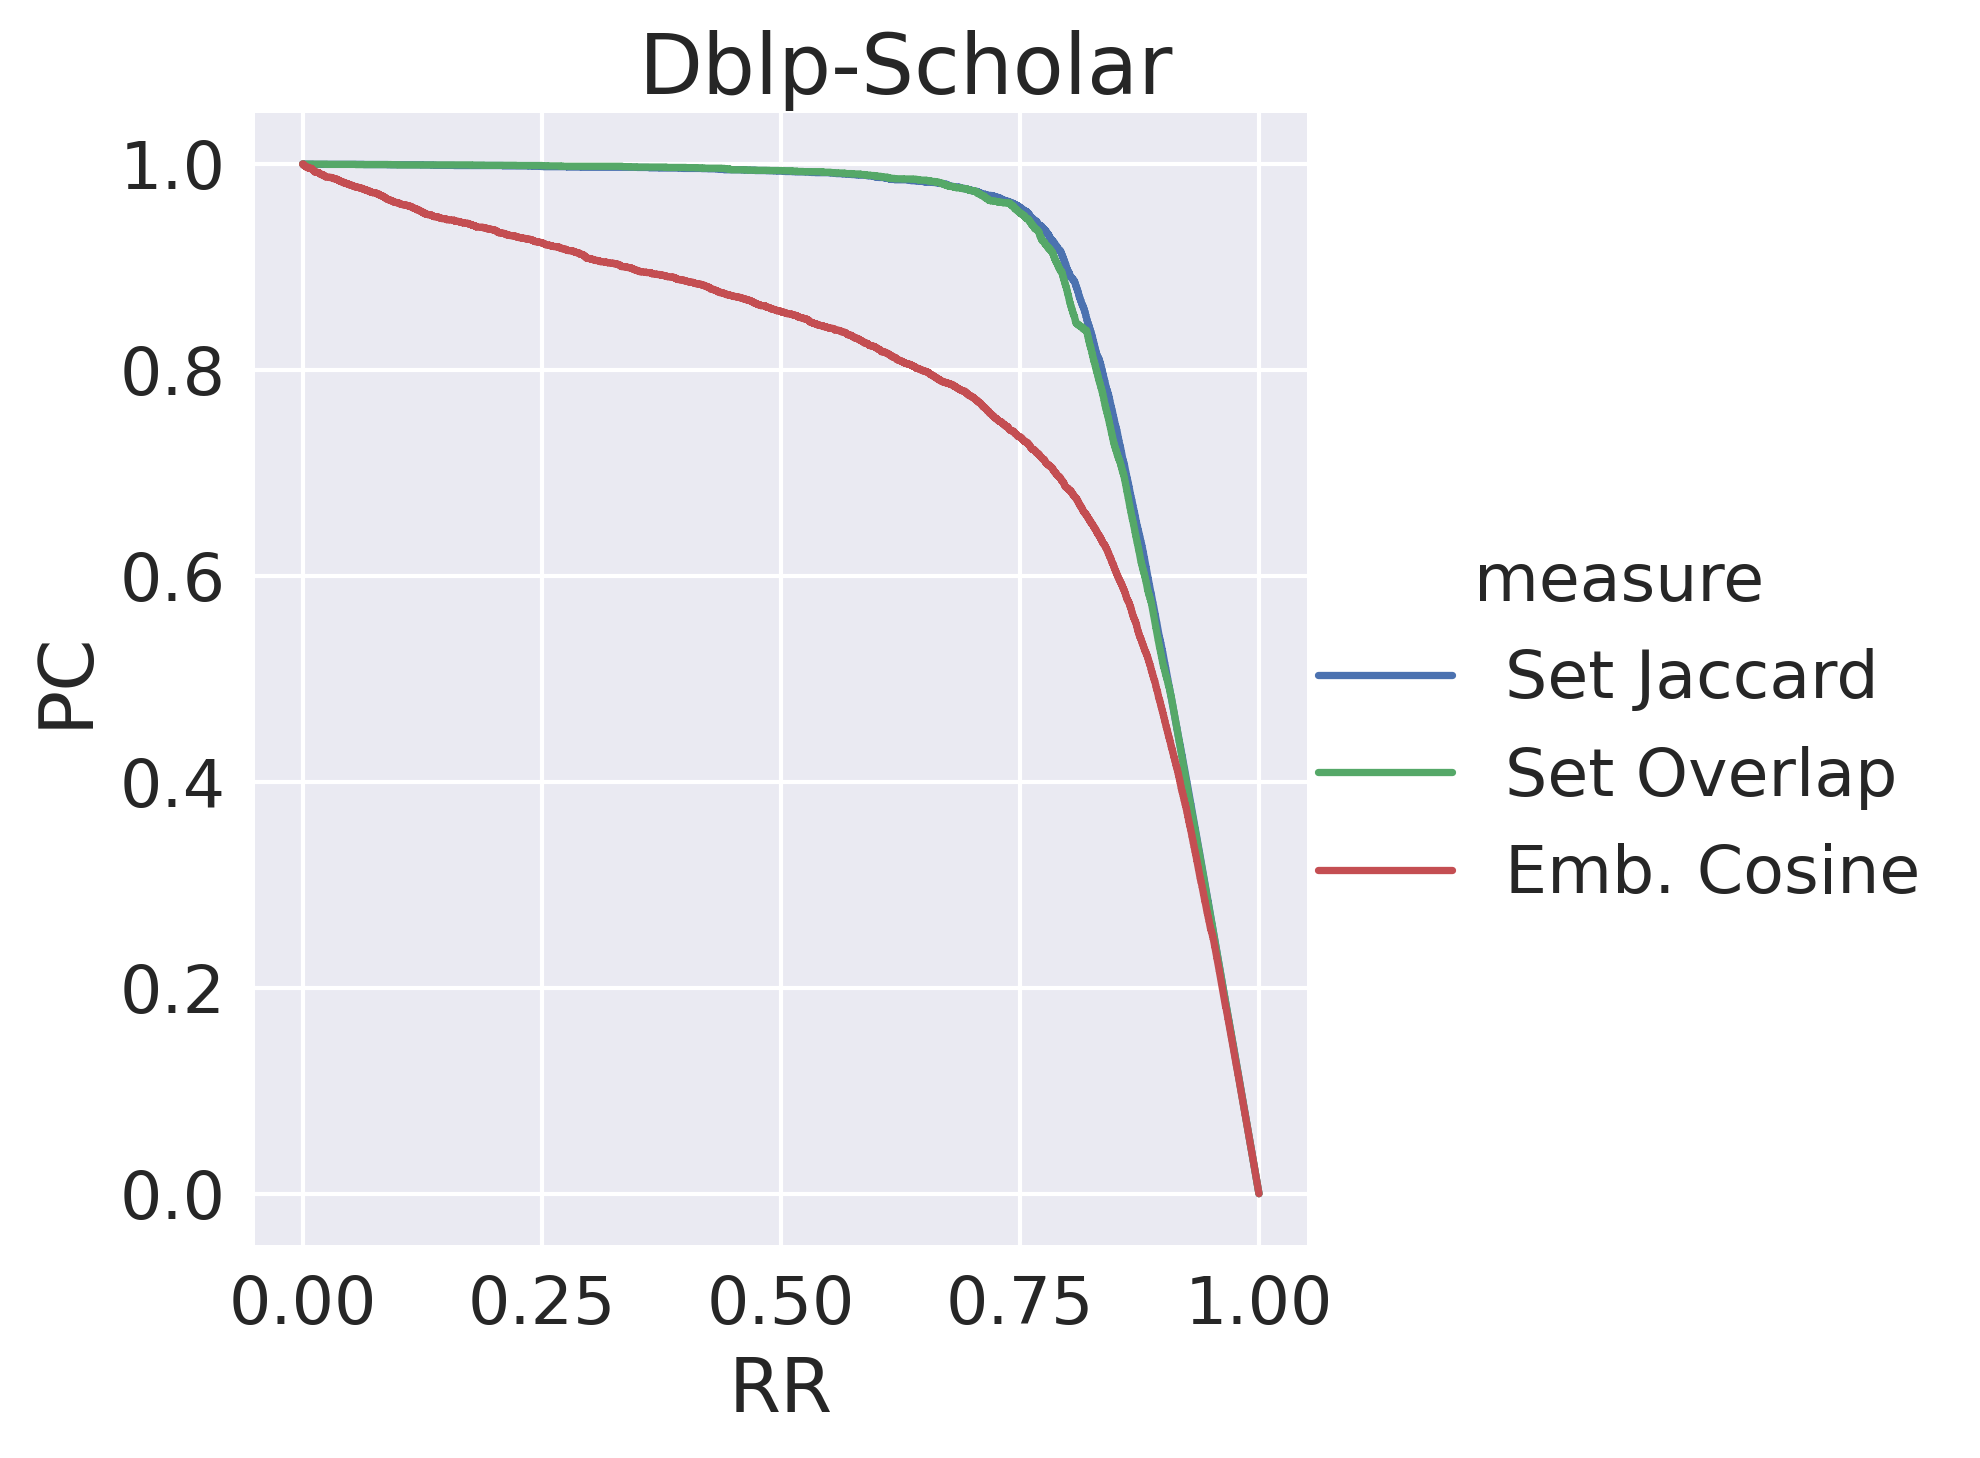 Dblp-Scholar
1.0
0.8
0.6
0.4
0.2
0.0
PC
0.00 0.25 0.50 0.75 1.00
RR
measure
Set Jaccard
Set Overlap
Emb. Cosine